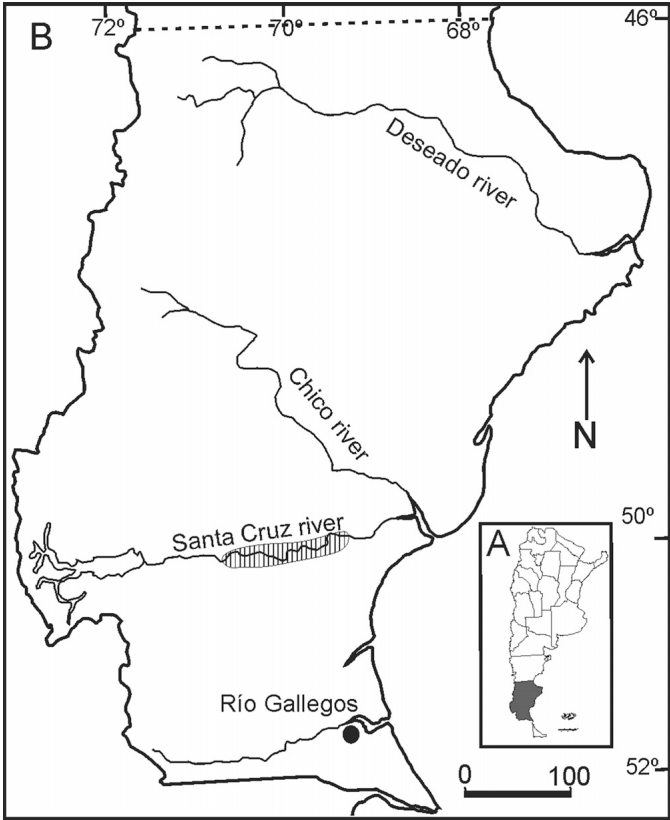 B
72º
70º
68º
46º
Deseado river
Chico river
N
Santa Cruz river
50º
A
Río Gallegos
52º
0
100